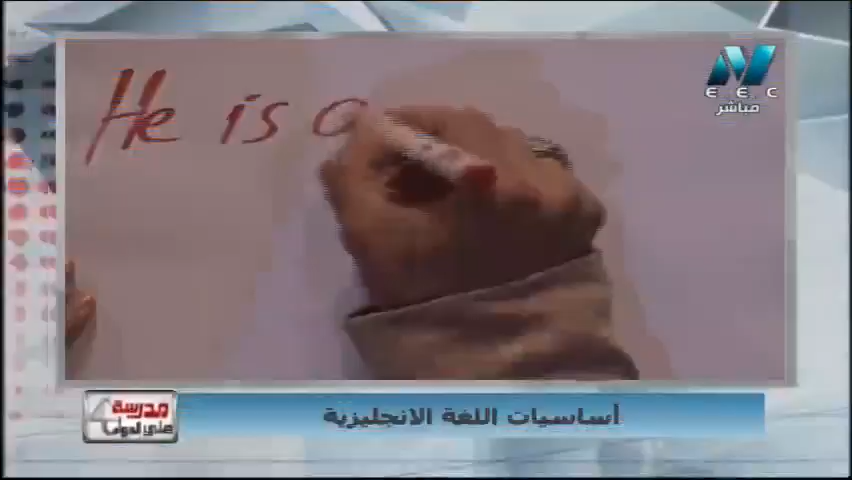 He is a
E.E.C
مباشر
مدرسة
على الهواء
أساسيات اللغة الانجليزية